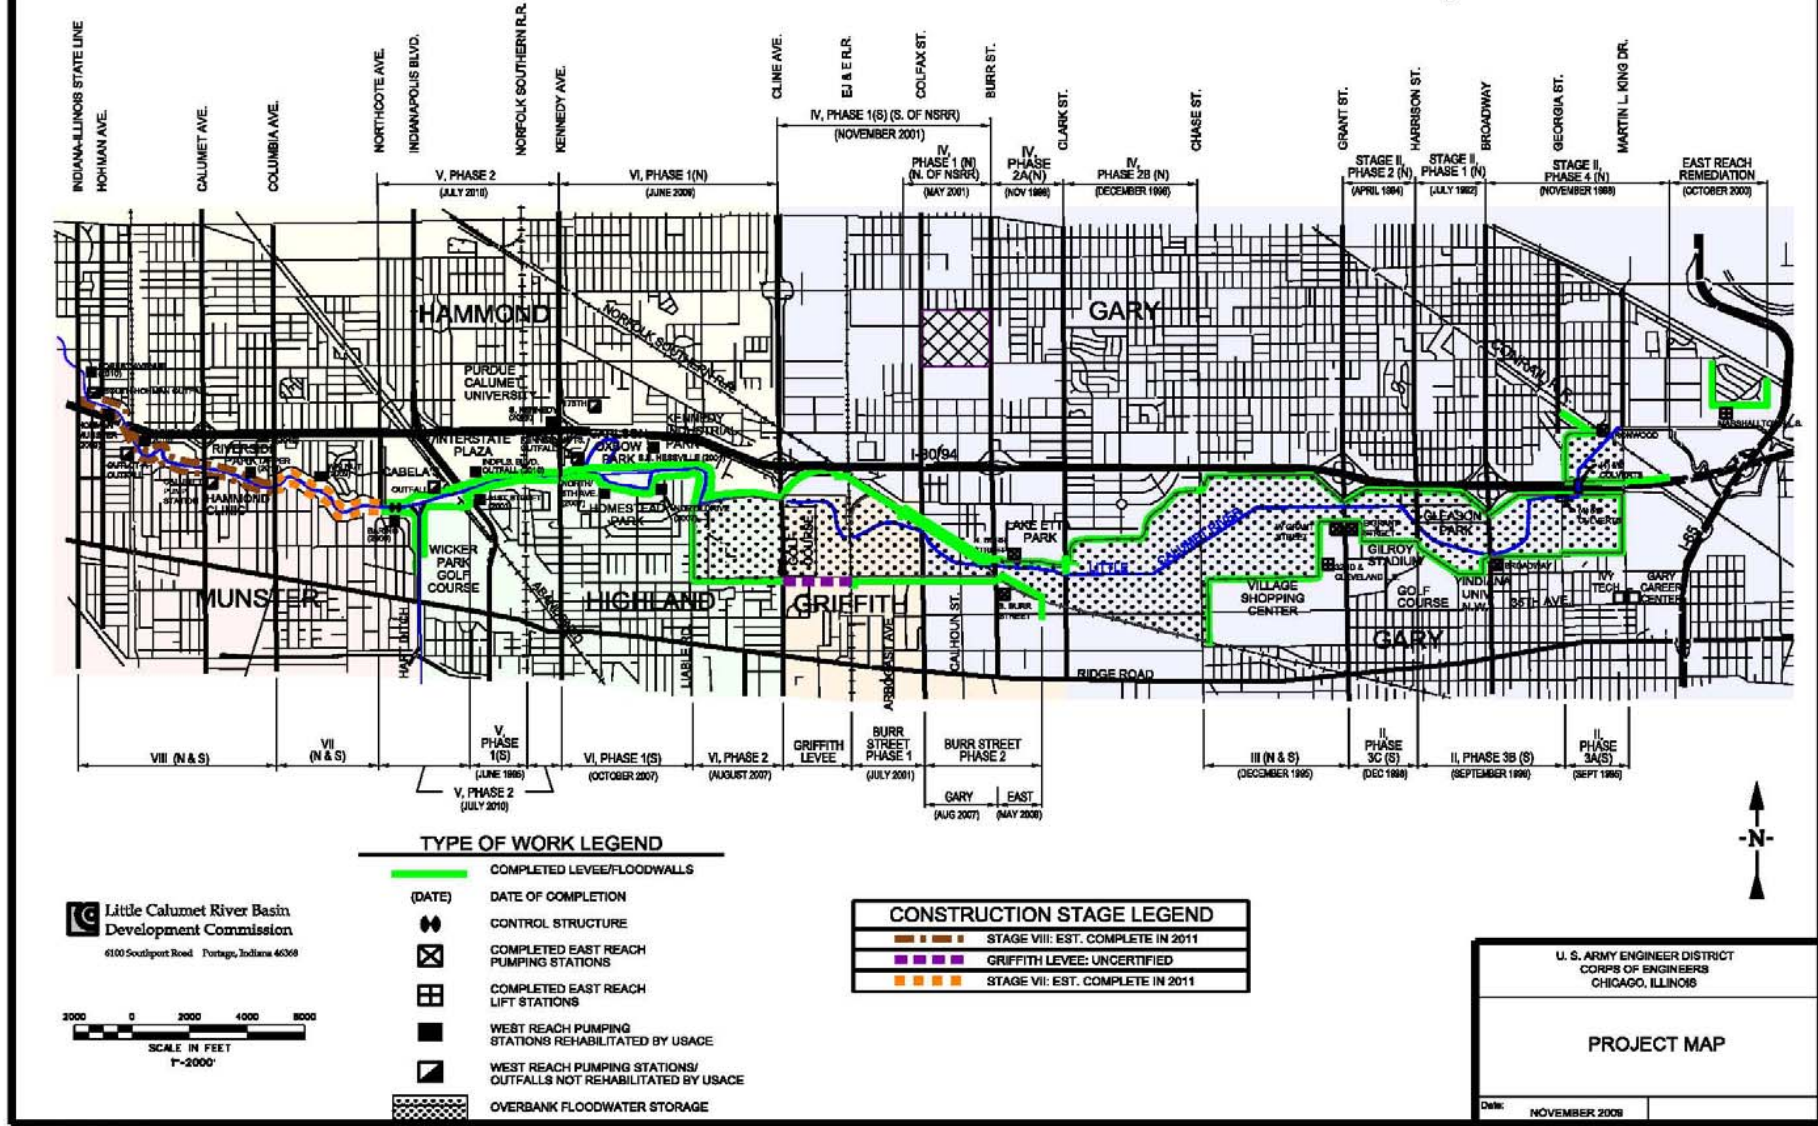 INDIANA-ILLINOIS STATE LINE
HOHMAN AVE.
CALUMET AVE.
COLUMBIA AVE.
NORTHCOTE AVE.
INDIANAPOLIS BLVD.
NORFOLK SOUTHERN R.R.
KENNEDY AVE.
CLINE AVE.
EJ & E R.R.
COLFAX ST.
BURR ST.
CLARK ST.
CHASE ST.
GRANT ST.
HARRISON ST.
BROADWAY
GEORGIA ST.
MARTIN L. KING DR.
IV, PHASE 1(S) (S. OF NSRR)
(NOVEMBER 2001)
V, PHASE 2
(JULY 2010)
VI, PHASE 1(N)
(JUNE 2009)
IV,
PHASE 1 (N)
(N. OF NSRR)
(MAY 2001)
IV,
PHASE
2A(N)
IV,
PHASE 2B (N)
STAGE II,
PHASE 2 (N)
STAGE II,
PHASE 1 (N)
(JULY 1992)
STAGE II,
PHASE 4 (N)
EAST REACH
REMEDIATION
(OCTOBER 2000)
HAMMOND
GARY
NORFOLK SOUTHERN R.R.
CONRAIL R.R.
PURDUE
CALUMET
UNIVERSITY
INTERSTATE
PLAZA
OXBOW
PARK
KENNEDY
INDUSTRIAL
PARK
I-80/94
RIVERSIDE
PARK
HAMMOND
CLINIC
CABELA'S
OUTFALL
HOMESTEAD
PARK
WICKER
PARK
GOLF
COURSE
GOLF
COURSE
LAKE ETTA
PARK
LITTLE
CALUMET RIVER
GLEASON
PARK
GILROY
STADIUM
IRONWOOD
CULVERTS
BROADWAY
VILLAGE
SHOPPING
CENTER
GOLF
COURSE
INDIANA
UNIV.
N.W.
35TH AVE.
IVY
TECH
GARY
CAREER
CENTER
I-65
MUNSTER
HIGHLAND
GRIFFITH
GARY
HART DITCH
LIABLE RD.
ARBOGAST AVE.
CALHOUN ST.
RIDGE ROAD
VIII (N & S)
VII
(N & S)
V,
PHASE
1(S)
(JUNE 1995)
V, PHASE 2
(JULY 2010)
VI, PHASE 1(S)
(OCTOBER 2007)
VI, PHASE 2
(AUGUST 2007)
GRIFFITH
LEVEE
BURR
STREET
PHASE 1
(JULY 2001)
BURR STREET
PHASE 2
GARY
(AUG 2007)
EAST
III (N & S)
(DECEMBER 1995)
II,
PHASE
3C (S)
II, PHASE 3B (S)
II,
PHASE
3A(S)
(SEPT 1995)
-N-
TYPE OF WORK LEGEND
COMPLETED LEVEE/FLOODWALLS
(DATE) DATE OF COMPLETION
CONTROL STRUCTURE
COMPLETED EAST REACH
PUMPING STATIONS
COMPLETED EAST REACH
LIFT STATIONS
WEST REACH PUMPING
STATIONS REHABILITATED BY USACE
WEST REACH PUMPING STATIONS/
OUTFALLS NOT REHABILITATED BY USACE
OVERBANK FLOODWATER STORAGE
Little Calumet River Basin
Development Commission
6100 Southport Road Portage, Indiana 46368
2000 0 2000 4000 6000
SCALE IN FEET
1"=2000'
CONSTRUCTION STAGE LEGEND
STAGE VIII: EST. COMPLETE IN 2011
GRIFFITH LEVEE: UNCERTIFIED
STAGE VII: EST. COMPLETE IN 2011
U. S. ARMY ENGINEER DISTRICT
CORPS OF ENGINEERS
CHICAGO, ILLINOIS
PROJECT MAP
Date: NOVEMBER 2009